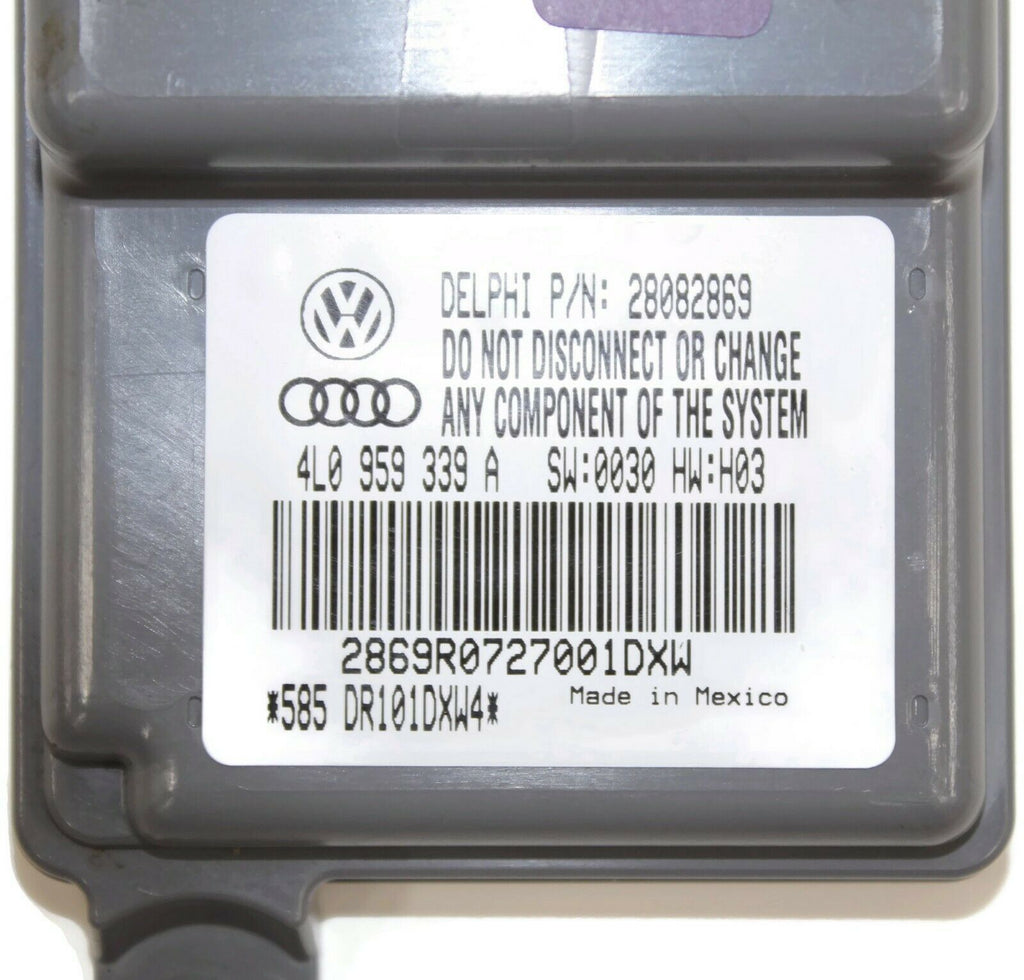 DELPHI P/N: 28082869
DO NOT DISCONNECT OR CHANGE
ANY COMPONENT OF THE SYSTEM
4L0 959 339 A SW:0030 HW:H03
2869R0727001DXW
*585 DR101DXW4* Made in Mexico